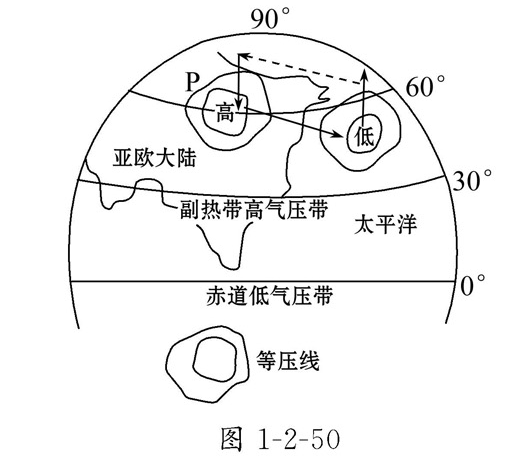 90°
P
60°
高
低
亚欧大陆
30°
副热带高气压带
太平洋
0°
赤道低气压带
等压线
图 1-2-50